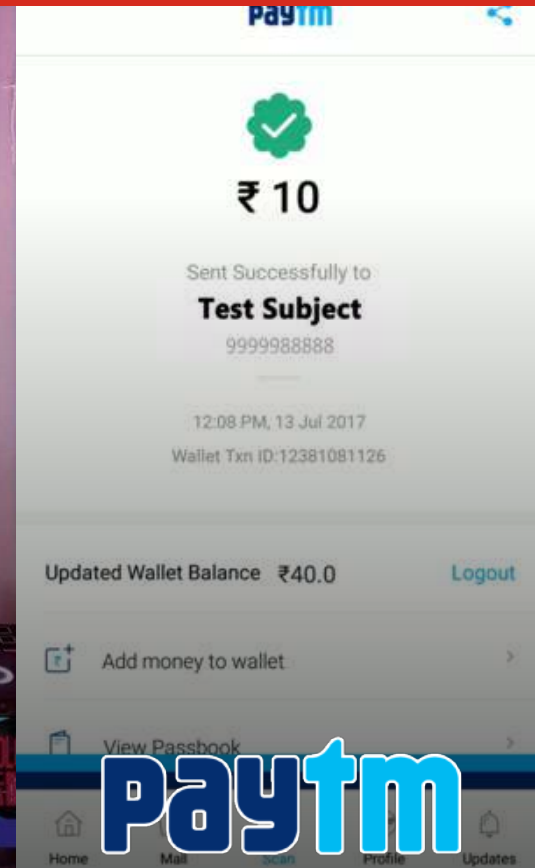 paytm
₹ 10
Sent Successfully to
Test Subject
9999988888
12:08 PM, 13 Jul 2017
Wallet Txn ID:12381081126
Updated Wallet Balance ₹40.0 Logout
Add money to wallet
View Passbook
paytm
Home Mall Scan Profile Updates